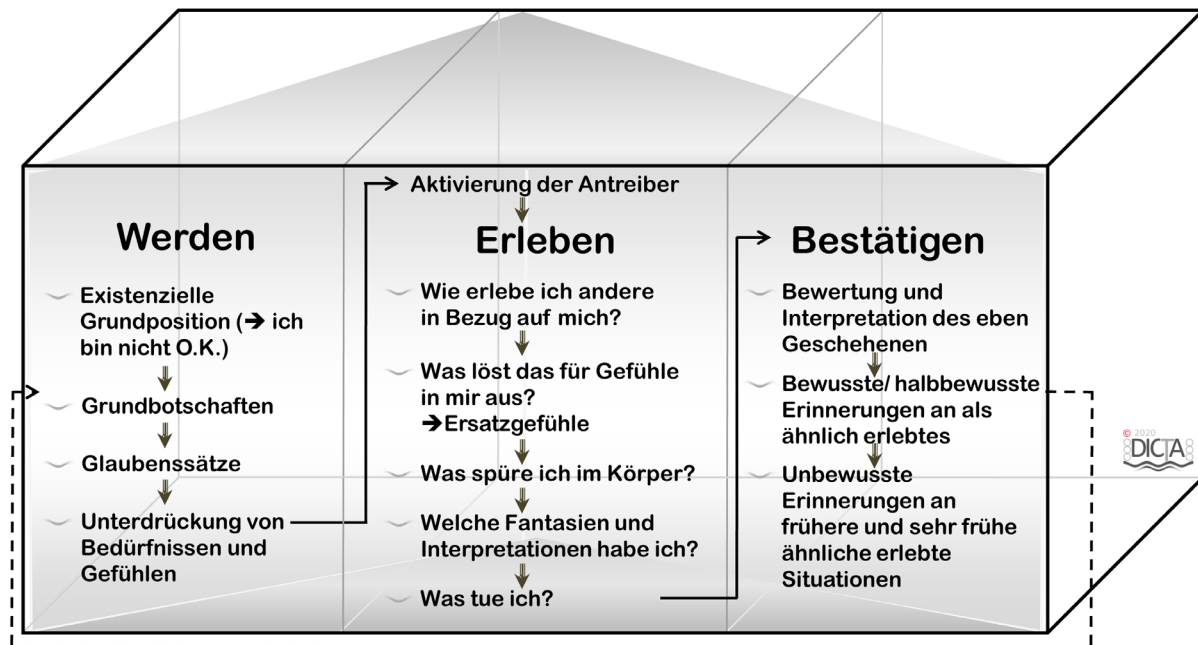 Werden
Existenzielle
Grundposition (➔ ich
bin nicht O.K.)
Grundbotschaften
Glaubenssätze
Unterdrückung von
Bedürfnissen und
Gefühlen
Aktivierung der Antreiber
Erleben
Wie erlebe ich andere
in Bezug auf mich?
Was löst das für Gefühle
in mir aus?
➔Ersatzgefühle
Was spüre ich im Körper?
Welche Fantasien und
Interpretationen habe ich?
Was tue ich?
Bestätigen
Bewertung und
Interpretation des eben
Geschehenen
Bewusste/ halbbewusste
Erinnerungen an als
ähnlich erlebtes
Unbewusste
Erinnerungen an
frühere und sehr frühe
ähnliche erlebte
Situationen
© 2020
DICTA